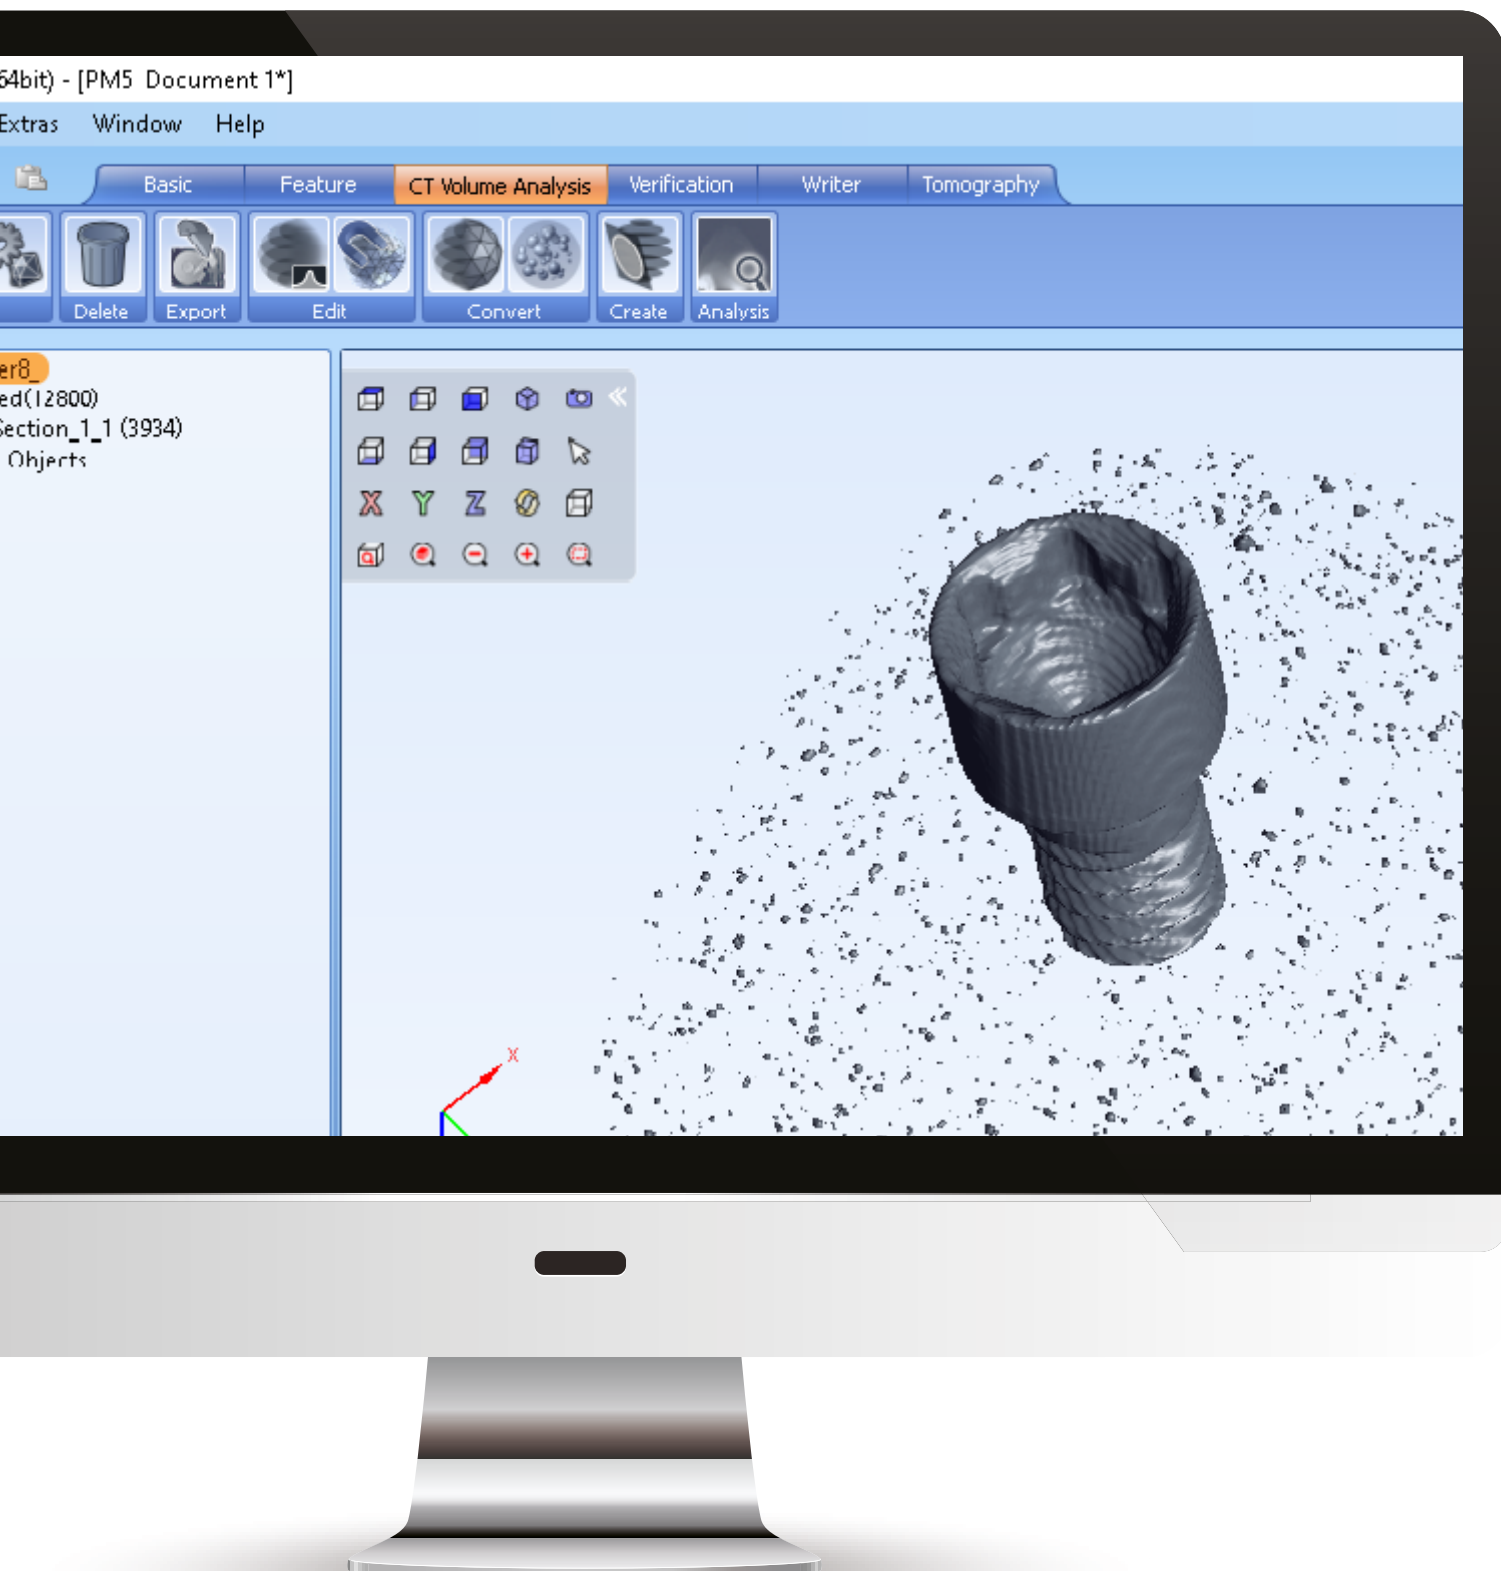 64bit) - [PM5 Document 1*]
Extras Window Help
Basic Feature CT Volume Analysis Verification Writer Tomography
Delete Export Edit Convert Create Analysis
er8_
ed(12800)
Section_1_1 (3934)
Objects
X Y Z
X